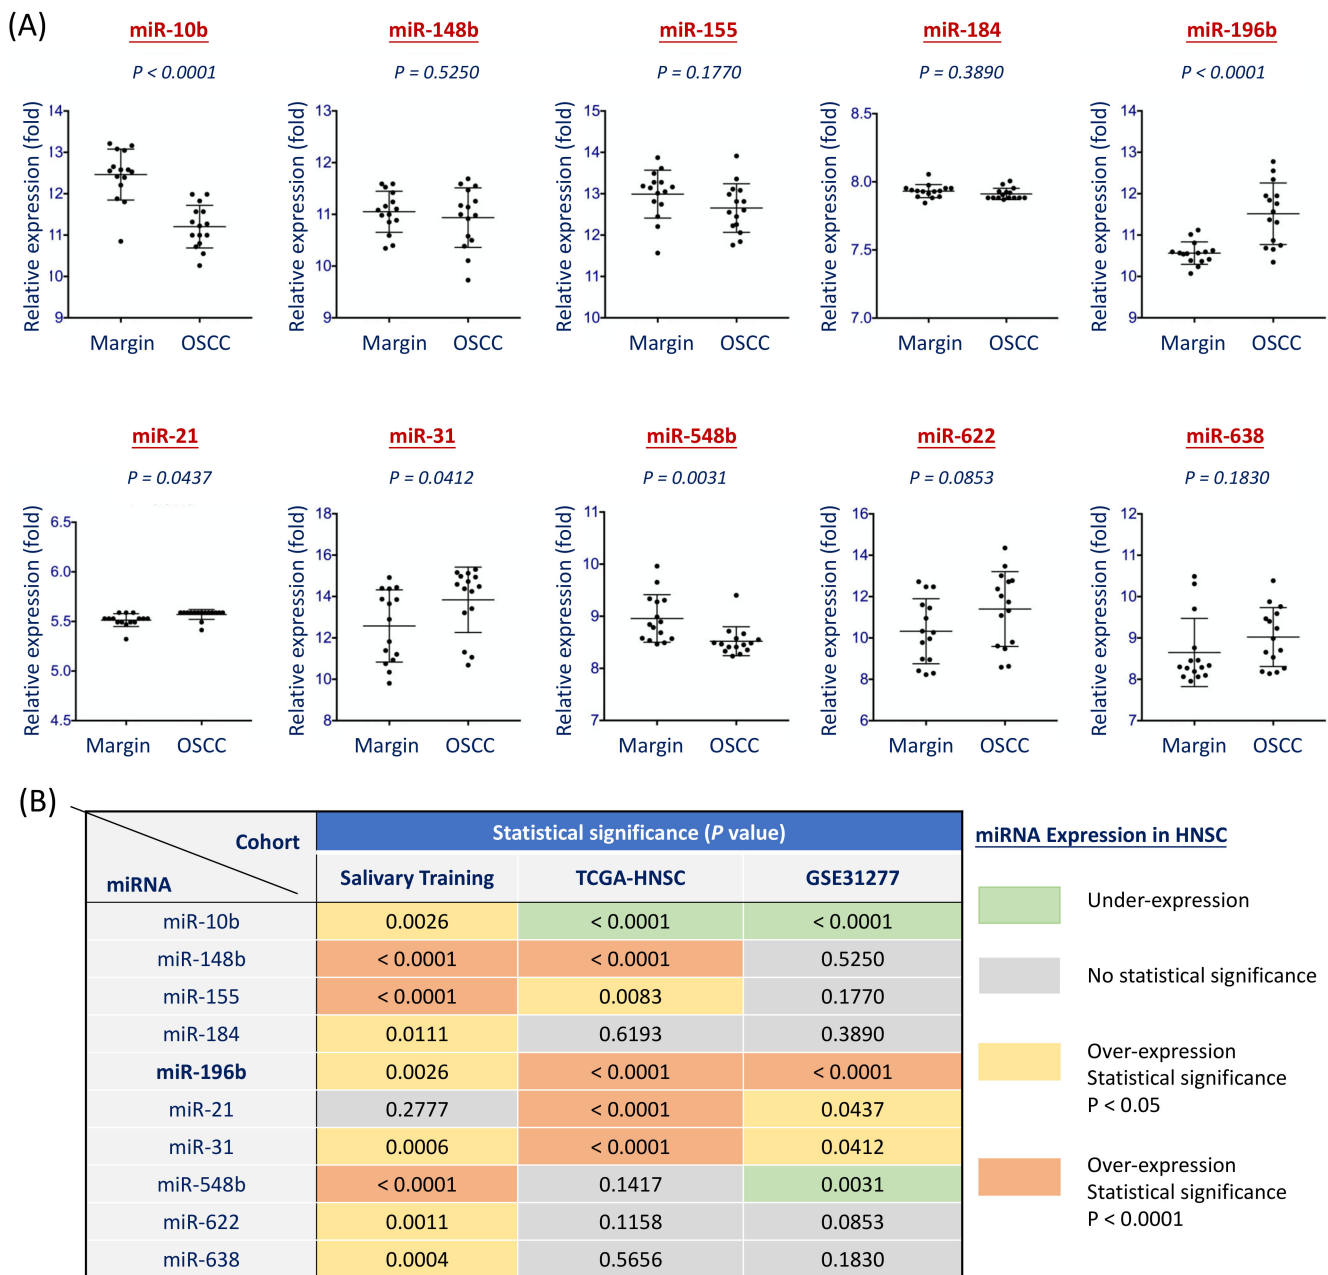 (A)
miR-10b
P < 0.0001
Relative expression (fold)
14
13
12
11
10
9
Margin OSCC
miR-148b
P = 0.5250
Relative expression (fold)
13
12
11
10
9
Margin OSCC
miR-155
P = 0.1770
Relative expression (fold)
15
14
13
12
11
10
Margin OSCC
miR-184
P = 0.3890
Relative expression (fold)
8.5
8.0
7.5
7.0
Margin OSCC
miR-196b
P < 0.0001
Relative expression (fold)
14
13
12
11
10
9
Margin OSCC
miR-21
P = 0.0437
Relative expression (fold)
6.5
6.0
5.5
5.0
4.5
Margin OSCC
miR-31
P = 0.0412
Relative expression (fold)
18
16
14
12
10
8
Margin OSCC
miR-548b
P = 0.0031
Relative expression (fold)
11
10
9
8
7
Margin OSCC
miR-622
P = 0.0853
Relative expression (fold)
16
14
12
10
8
6
Margin OSCC
miR-638
P = 0.1830
Relative expression (fold)
12
11
10
9
8
7
Margin OSCC
(B)
Cohort
miRNA
Statistical significance (P value)
Salivary Training TCGA-HNSC GSE31277
miR-10b 0.0026 < 0.0001 < 0.0001
miR-148b < 0.0001 < 0.0001 0.5250
miR-155 < 0.0001 0.0083 0.1770
miR-184 0.0111 0.6193 0.3890
miR-196b 0.0026 < 0.0001 < 0.0001
miR-21 0.2777 < 0.0001 0.0437
miR-31 0.0006 < 0.0001 0.0412
miR-548b < 0.0001 0.1417 0.0031
miR-622 0.0011 0.1158 0.0853
miR-638 0.0004 0.5656 0.1830
miRNA Expression in HNSC
Under-expression
No statistical significance
Over-expression
Statistical significance
P < 0.05
Over-expression
Statistical significance
P < 0.0001